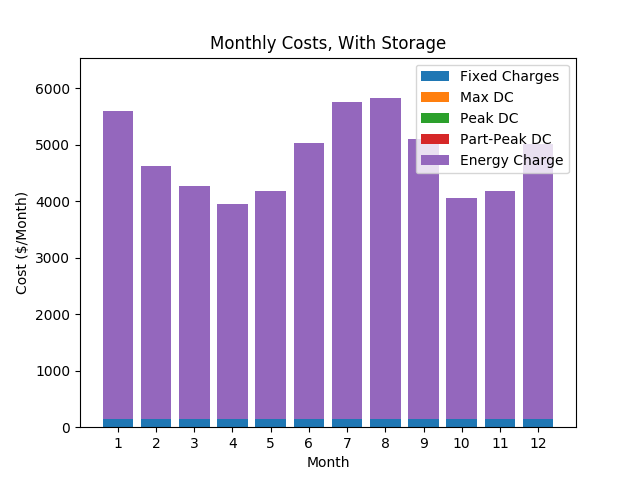 Monthly Costs, With Storage
Fixed Charges
Max DC
Peak DC
Part-Peak DC
Energy Charge
6000
5000
4000
3000
2000
1000
0
Cost ($/Month)
1 2 3 4 5 6 7 8 9 10 11 12
Month